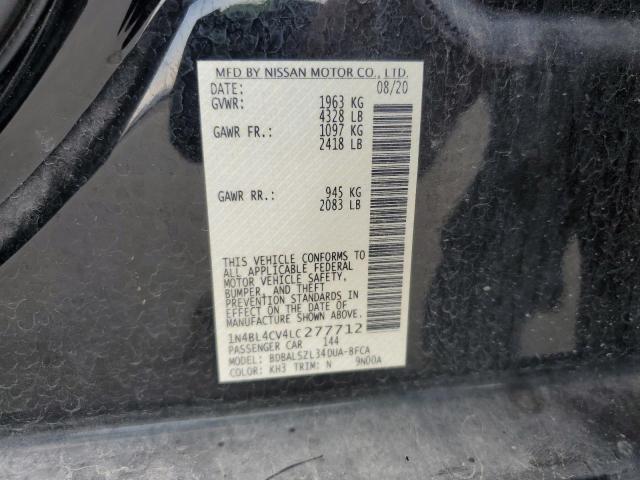 MFD BY NISSAN MOTOR CO., LTD.
DATE: 08/20
GVWR: 1963 KG
4328 LB
GAWR FR.: 1097 KG
2418 LB
GAWR RR.: 945 KG
2083 LB
THIS VEHICLE CONFORMS TO
ALL APPLICABLE FEDERAL
MOTOR VEHICLE SAFETY,
BUMPER, AND THEFT
PREVENTION STANDARDS IN
EFFECT ON THE DATE OF
MANUFACTURE SHOWN ABOVE.
1N4BL4CV4LC277712
PASSENGER CAR 144
MODEL: BDBALSZL34DUA-BFCA
COLOR: KH3 TRIM: N 9N00A